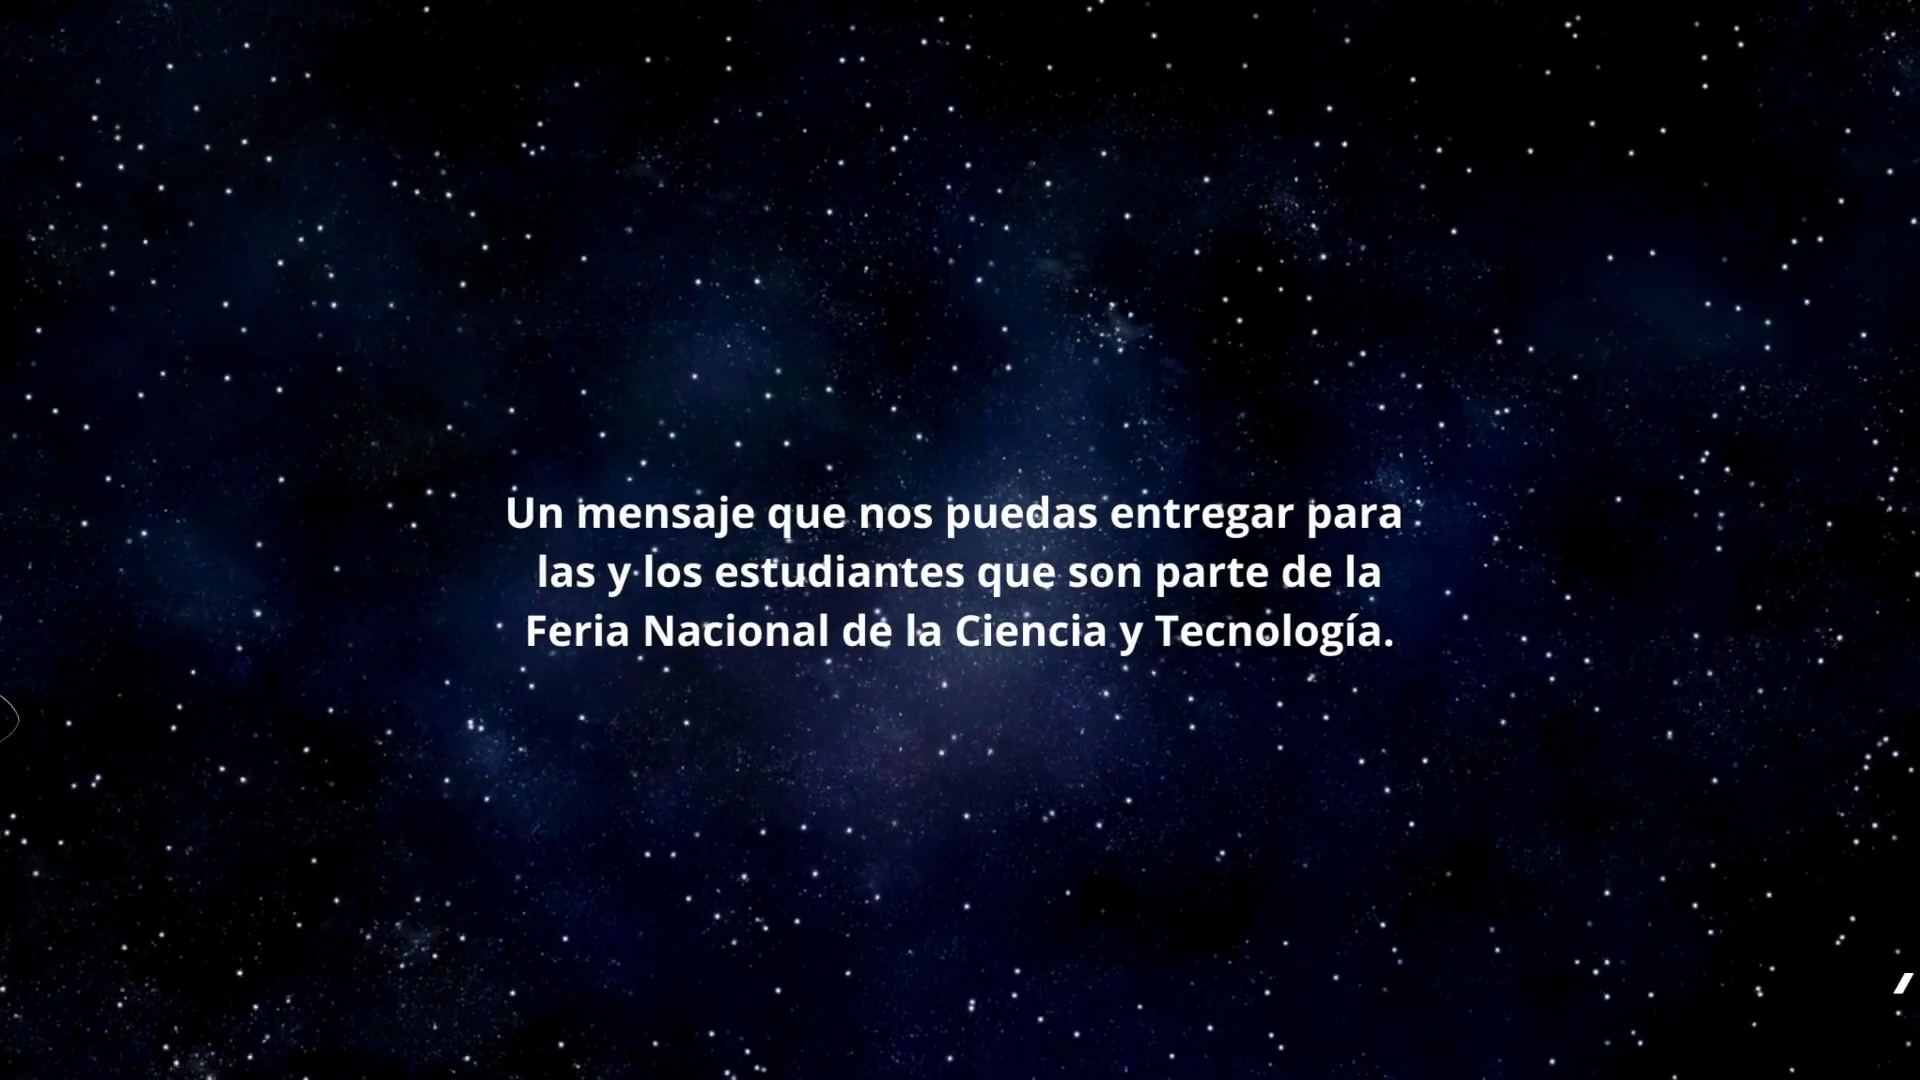 Un mensaje que nos puedas entregar para
las y los estudiantes que son parte de la
Feria Nacional de la Ciencia y Tecnología.